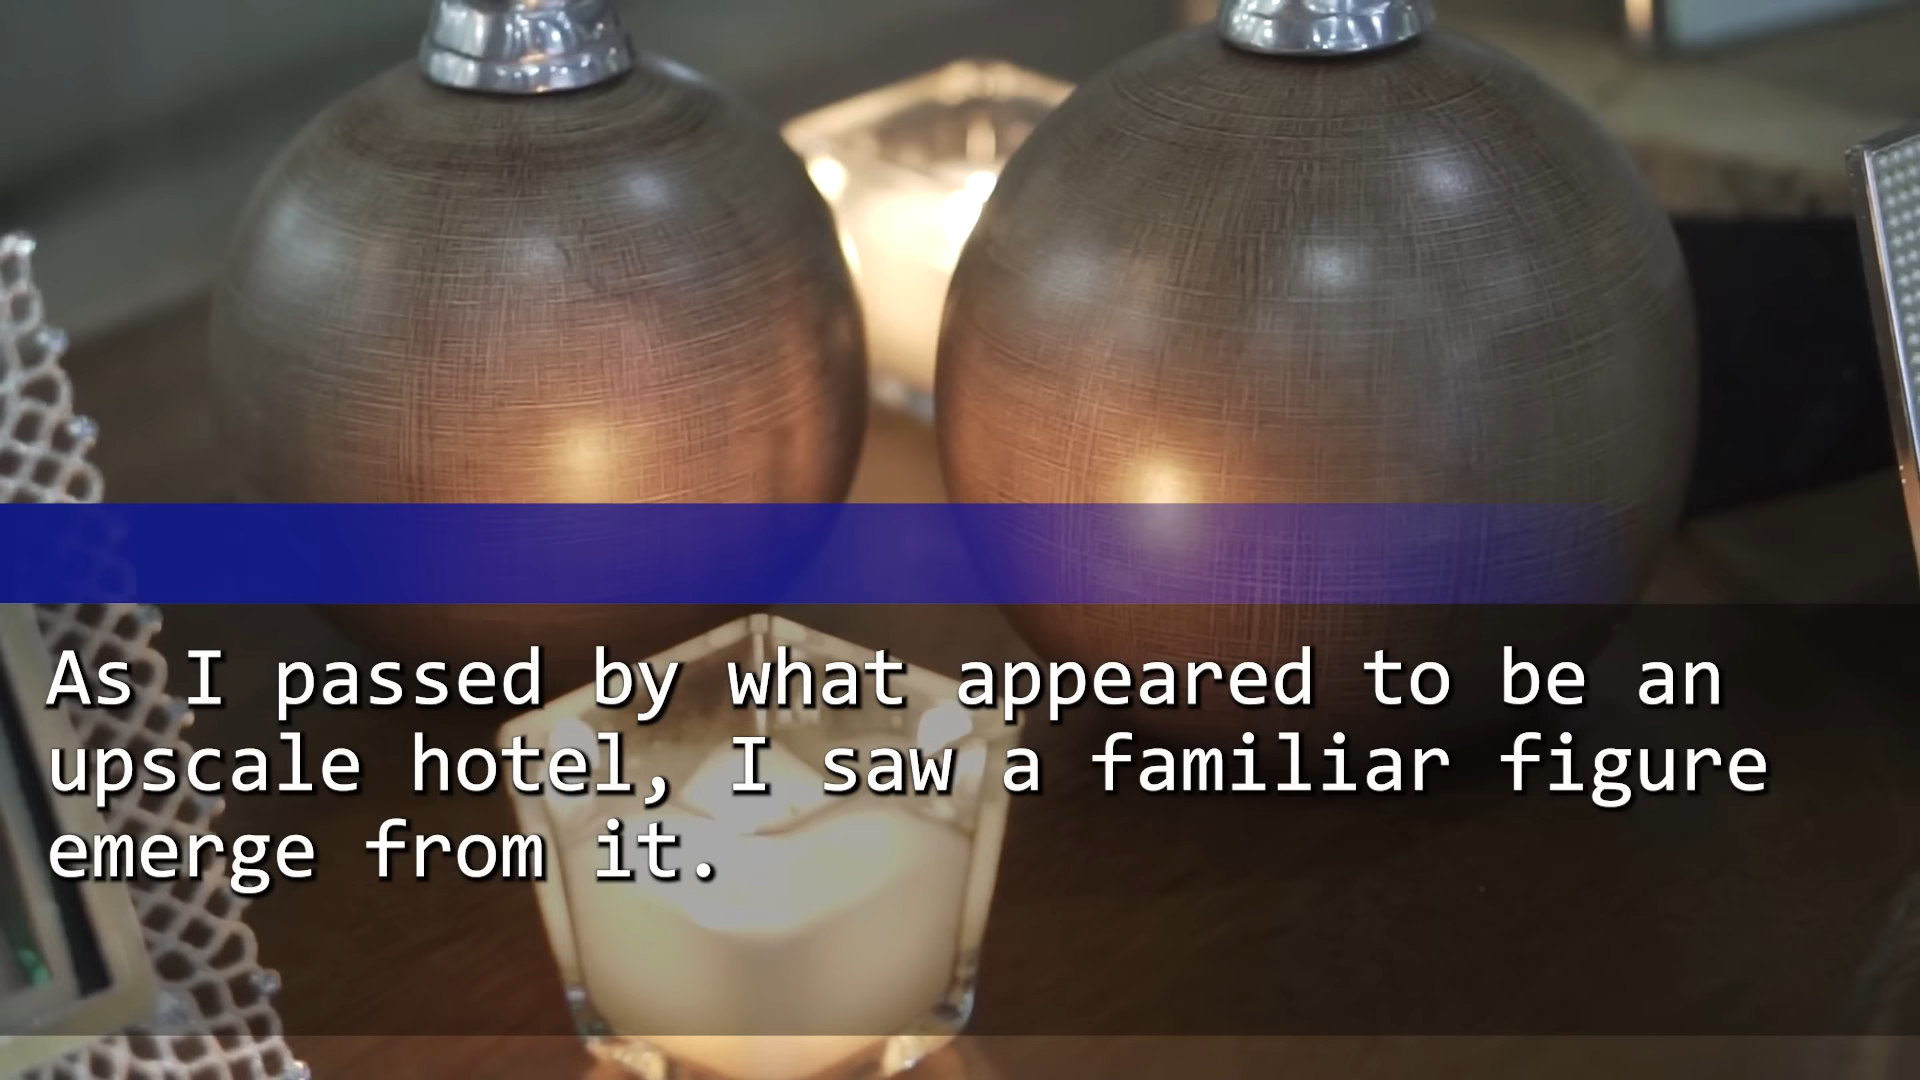 As I passed by what appeared to be an
upscale hotel, I saw a familiar figure
emerge from it.